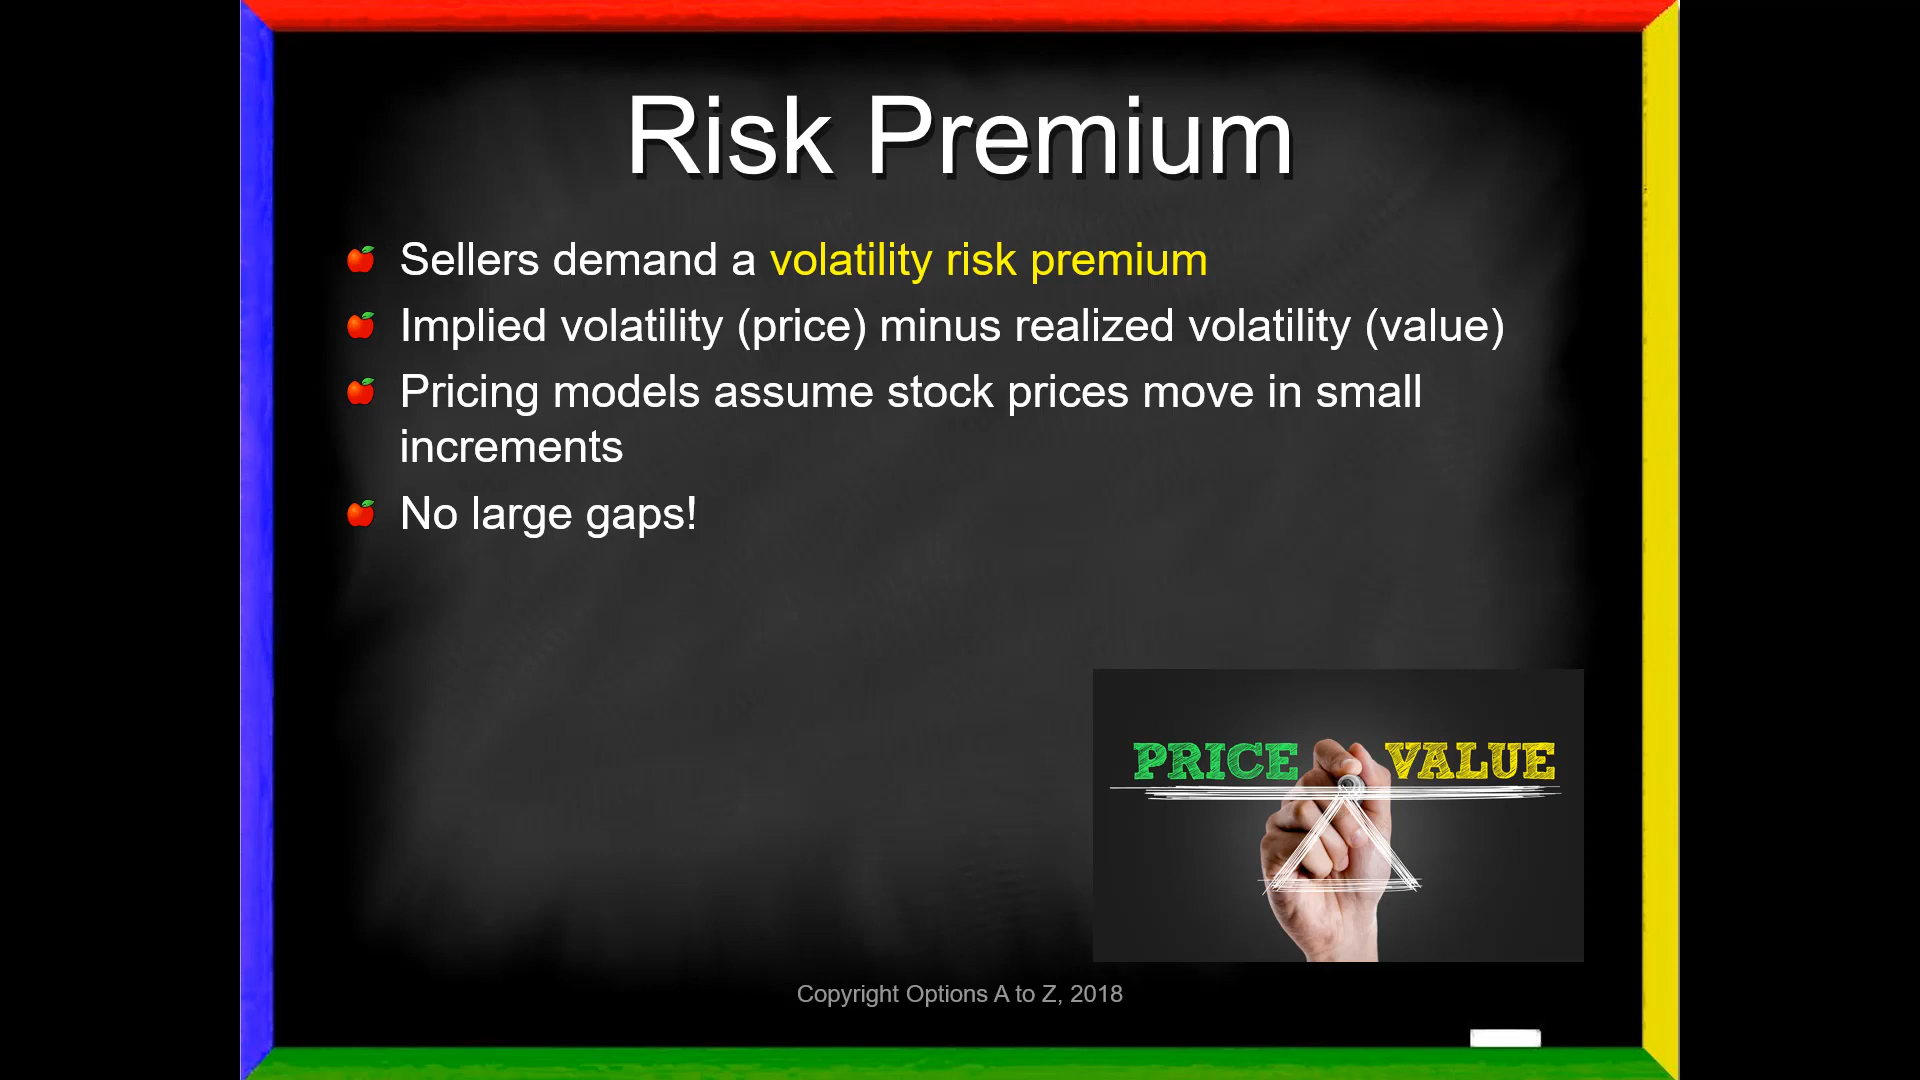 Risk Premium
Sellers demand a volatility risk premium
Implied volatility (price) minus realized volatility (value)
Pricing models assume stock prices move in small
increments
No large gaps!
PRICE VALUE
Copyright Options A to Z, 2018